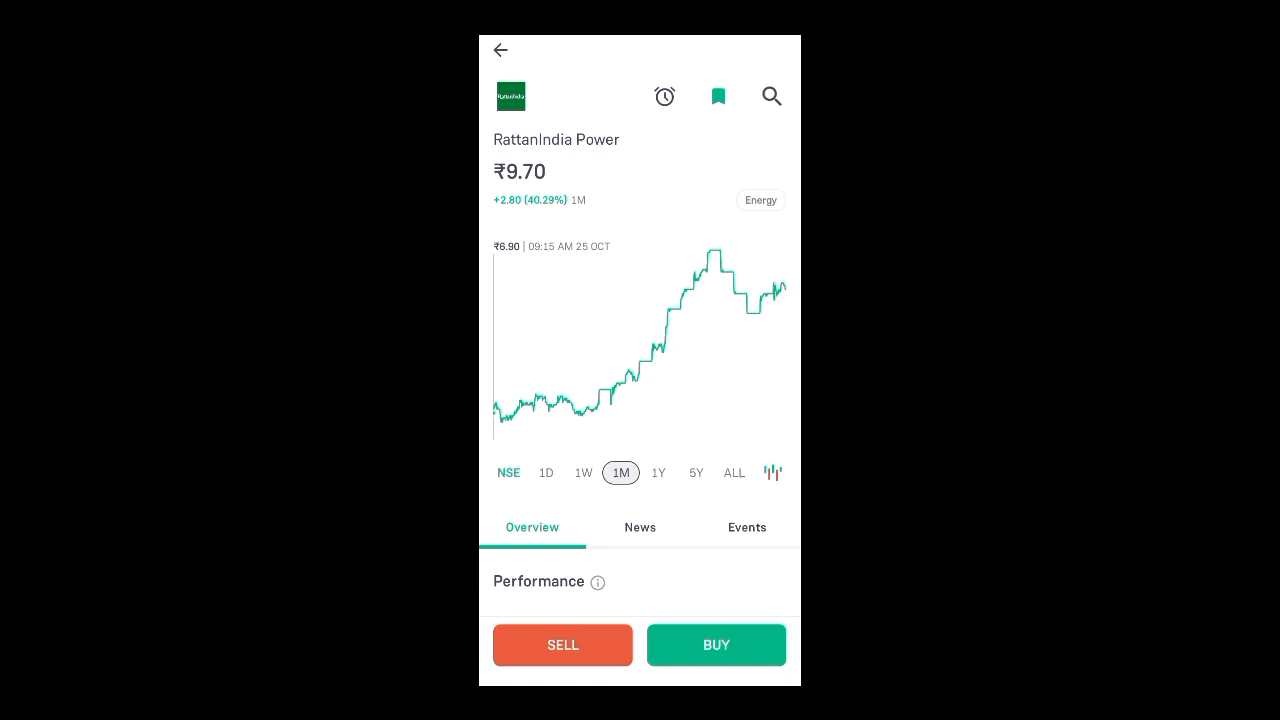 RattanIndia
RattanIndia Power
₹9.70
+2.80 (40.29%) 1M
Energy
₹6.90 | 09:15 AM 25 OCT
NSE 1D 1W 1M 1Y 5Y ALL
Overview News Events
Performance
SELL BUY